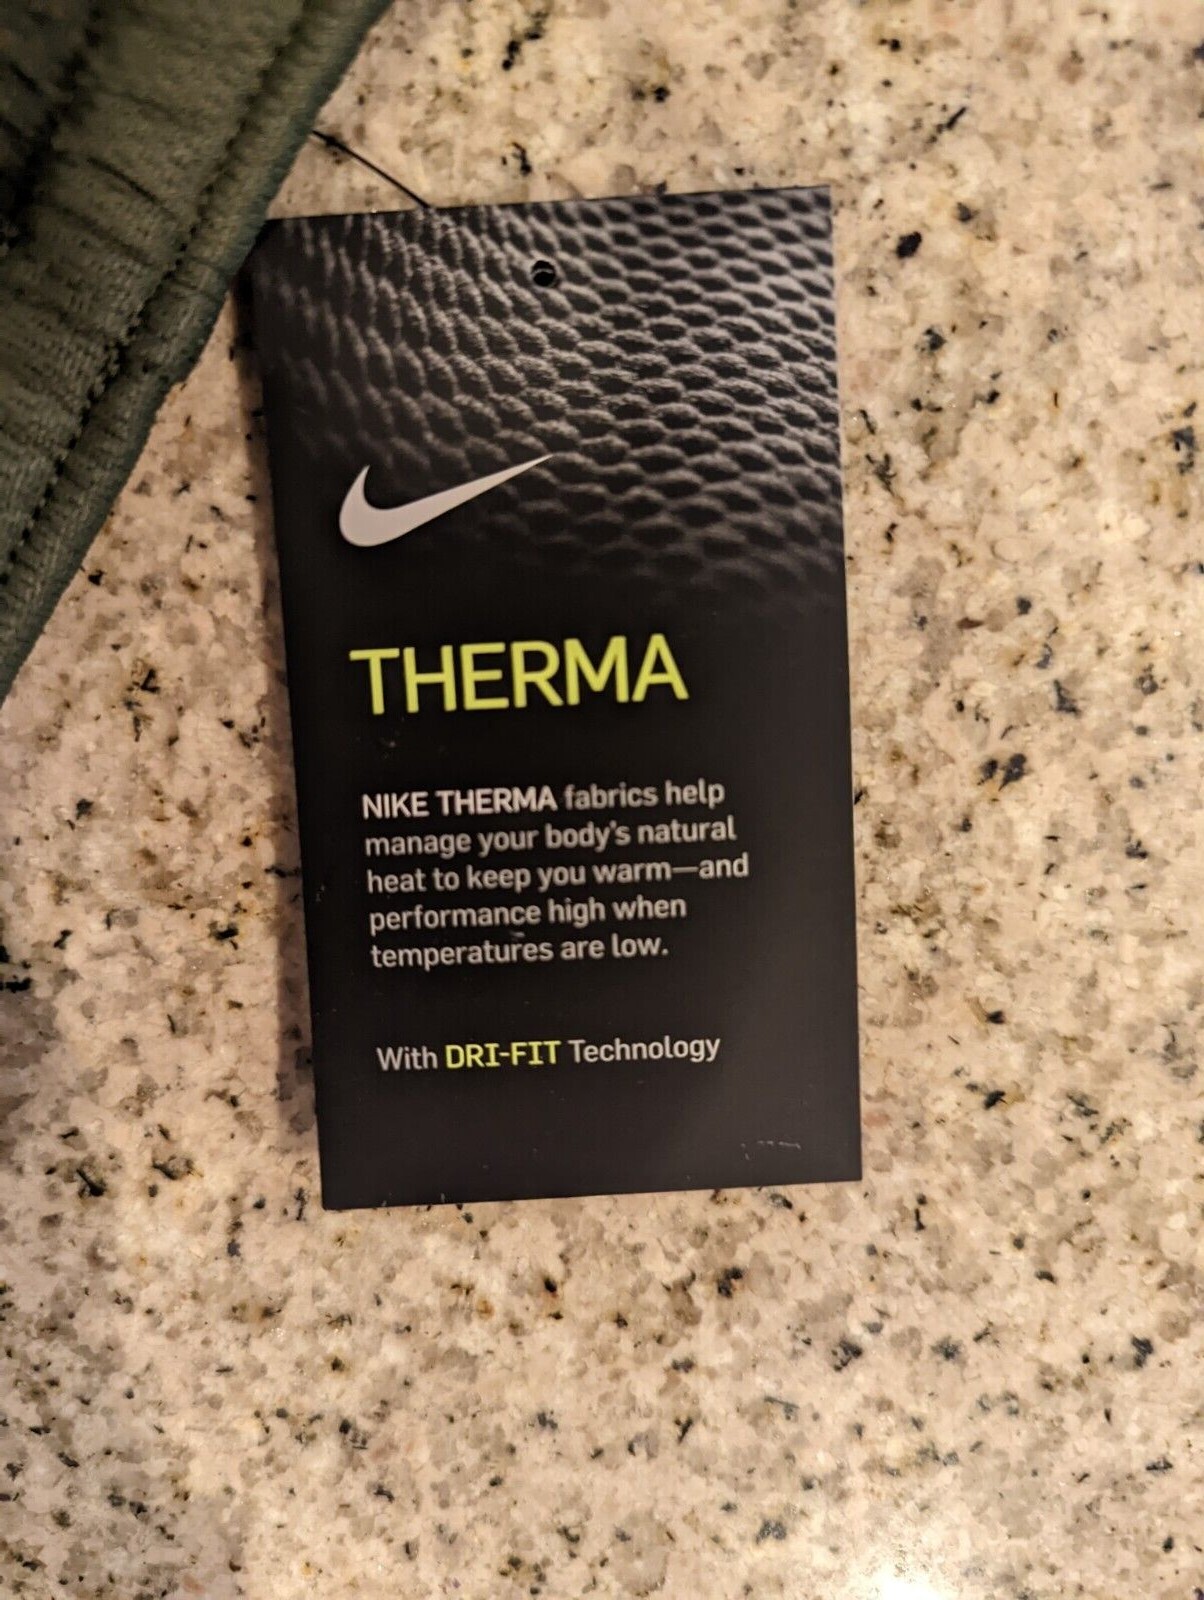 THERMA
NIKE THERMA fabrics help
manage your body's natural
heat to keep you warm—and
performance high when
temperatures are low.
With DRI-FIT Technology